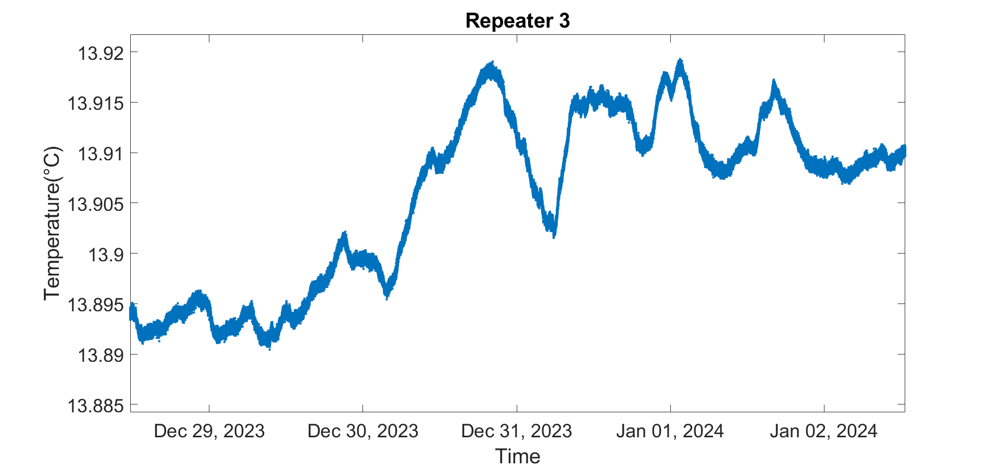 Repeater 3
Temperature(°C)
13.92
13.915
13.91
13.905
13.9
13.895
13.89
13.885
Dec 29, 2023
Dec 30, 2023
Dec 31, 2023
Jan 01, 2024
Jan 02, 2024
Time